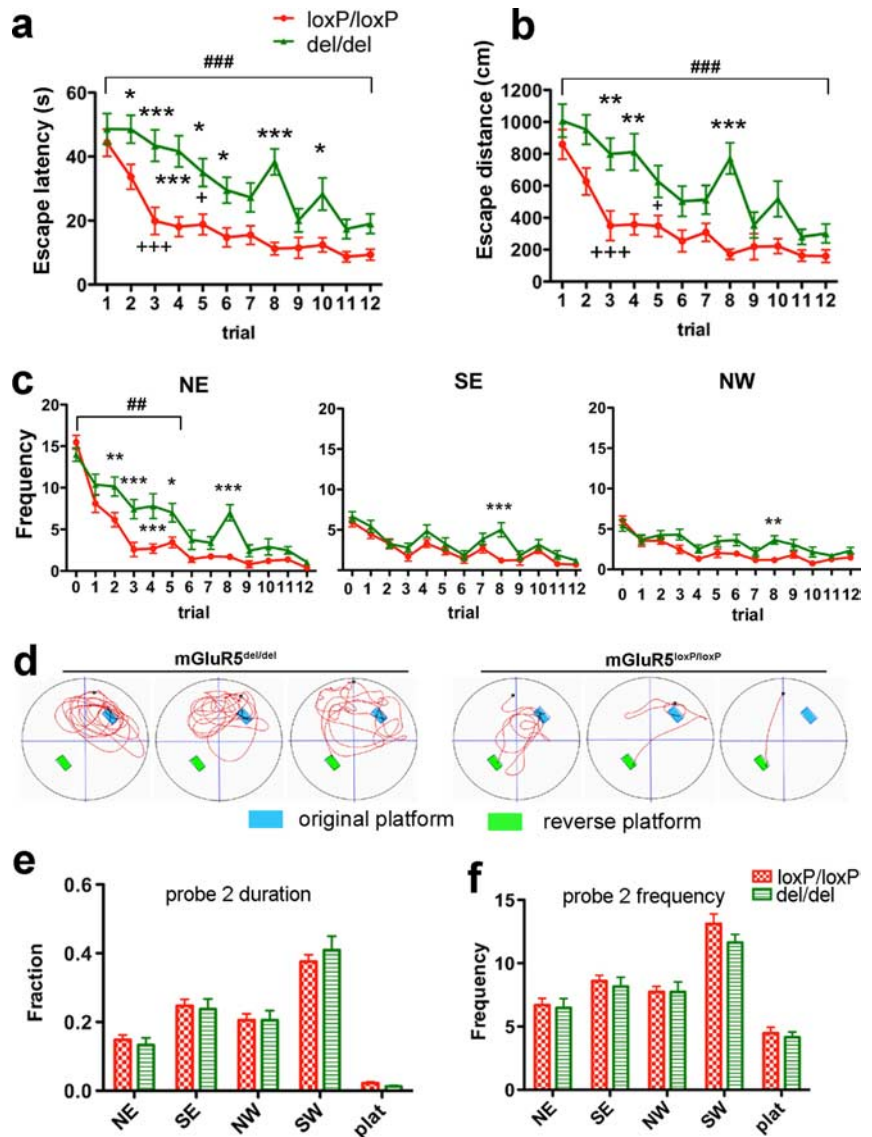 a
loxP/loxP
del/del
b
###
Escape latency (s)
60
40
20
0
* *** *** * + * *** * +++
1 2 3 4 5 6 7 8 9 10 11 12
trial
###
Escape distance (cm)
1200
1000
800
600
400
200
0
** ** + *** +++
1 2 3 4 5 6 7 8 9 10 11 12
trial
c
NE
Frequency
20
15
10
5
0
##
** *** *** * ***
0 1 2 3 4 5 6 7 8 9 10 11 12
trial
SE
20
15
10
5
***
0 1 2 3 4 5 6 7 8 9 10 11 12
trial
NW
20
15
10
5
0
**
0 1 2 3 4 5 6 7 8 9 10 11 12
trial
d
mGluR5del/del
mGluR5loxP/loxP
original platform
reverse platform
e
probe 2 duration
Fraction
0.6
0.4
0.2
0.0
NE SE NW SW plat
f
probe 2 frequency
loxP/loxP
del/del
Frequency
15
10
5
0
NE SE NW SW plat